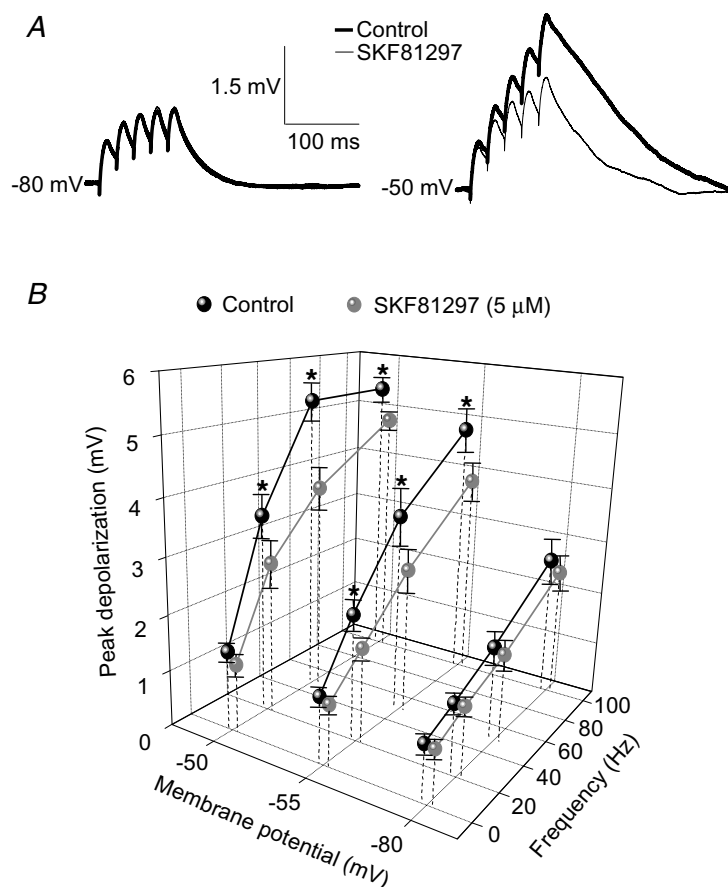 A
Control
SKF81297
1.5 mV
100 ms
-80 mV
-50 mV
B
Control
SKF81297 (5 μM)
6
5
4
3
2
1
0
Peak depolarization (mV)
*
*
*
*
*
*
-50
-55
-80
Membrane potential (mV)
100
80
60
40
20
0
Frequency (Hz)